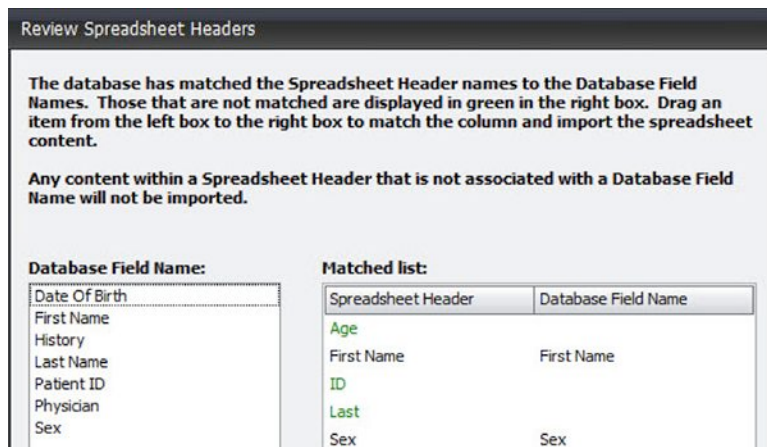 Review Spreadsheet Headers
The database has matched the Spreadsheet Header names to the Database Field
Names. Those that are not matched are displayed in green in the right box. Drag an
item from the left box to the right box to match the column and import the spreadsheet
content.
Any content within a Spreadsheet Header that is not associated with a Database Field
Name will not be imported.
Database Field Name:
Date Of Birth
First Name
History
Last Name
Patient ID
Physician
Sex
Matched list:
Spreadsheet Header Database Field Name
Age
First Name First Name
ID
Last
Sex Sex